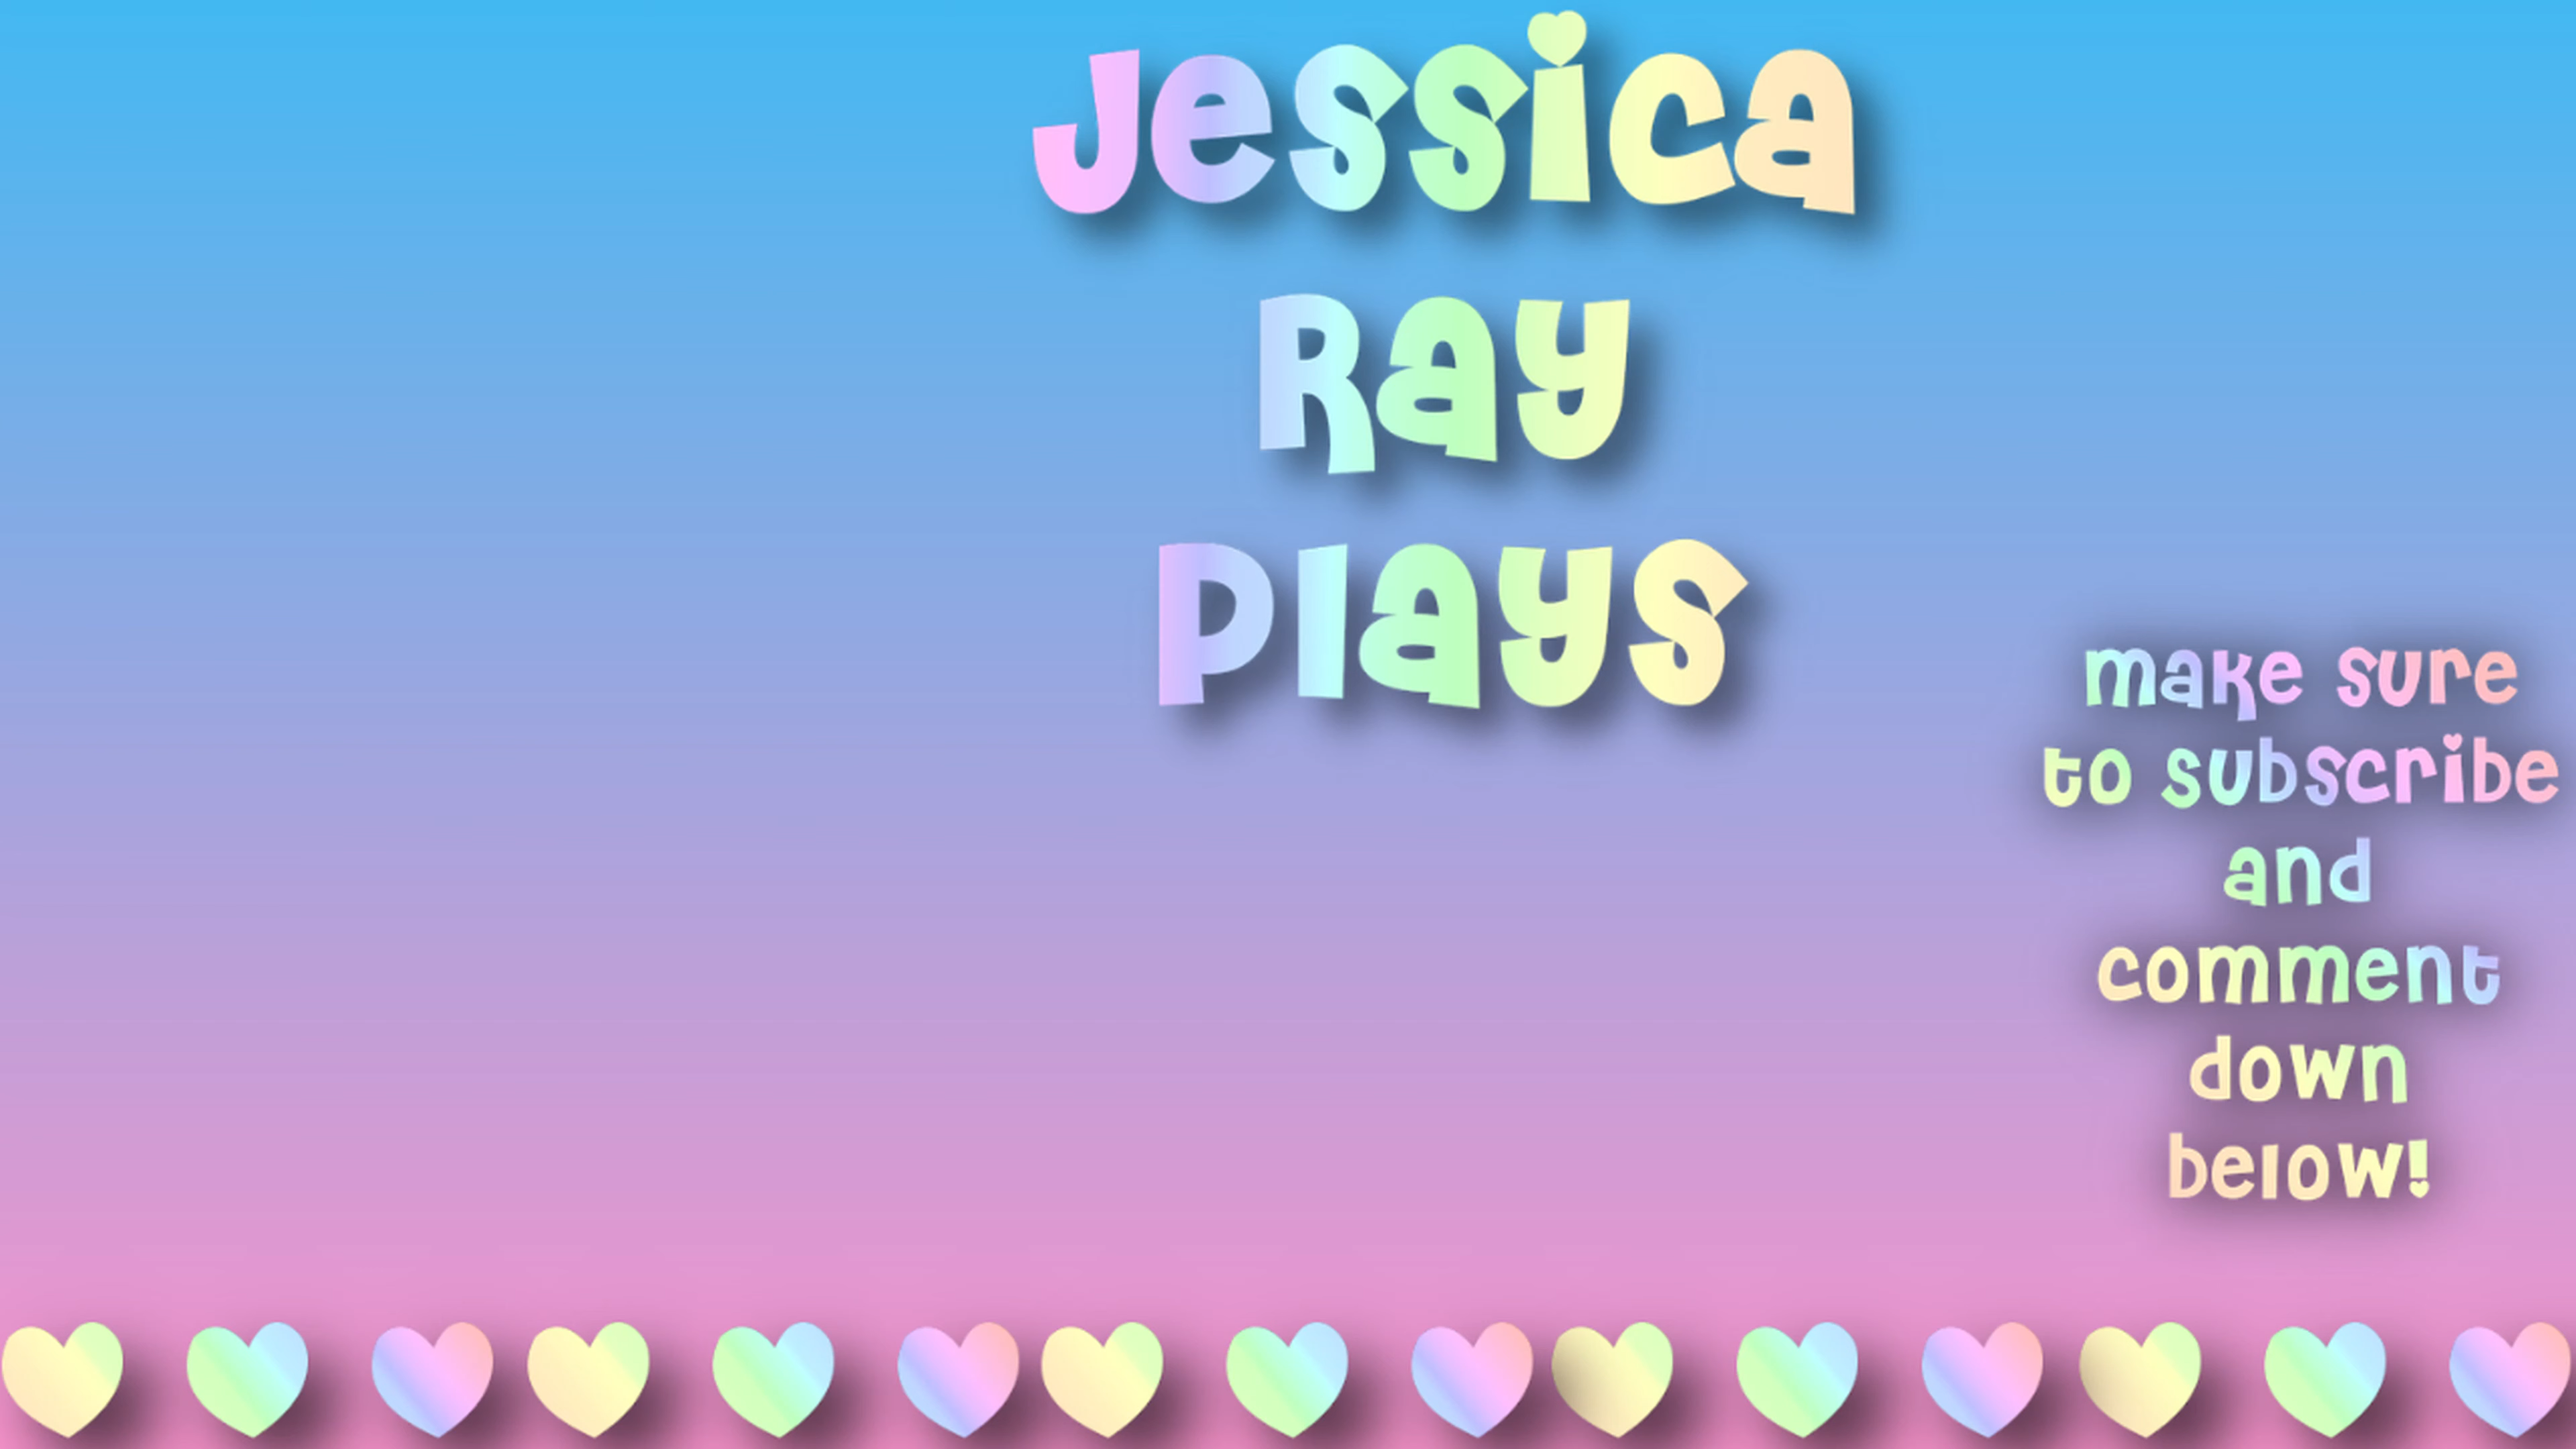 Jessica
Ray
Plays
make sure
to subscribe
and
comment
down
below!